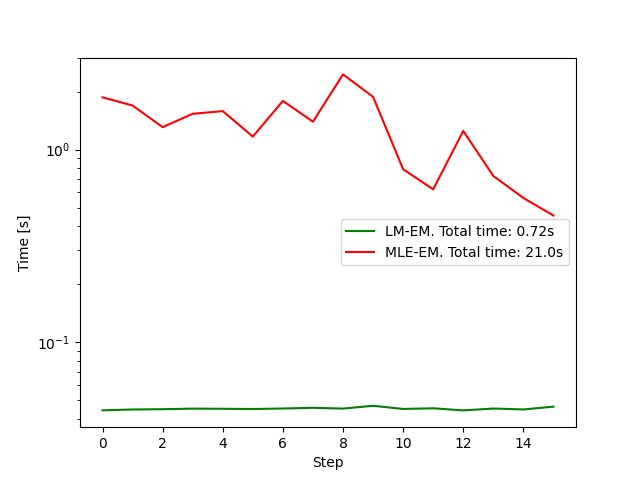 Time [s]
10⁰
10⁻¹
LM-EM. Total time: 0.72s
MLE-EM. Total time: 21.0s
0 2 4 6 8 10 12 14
Step